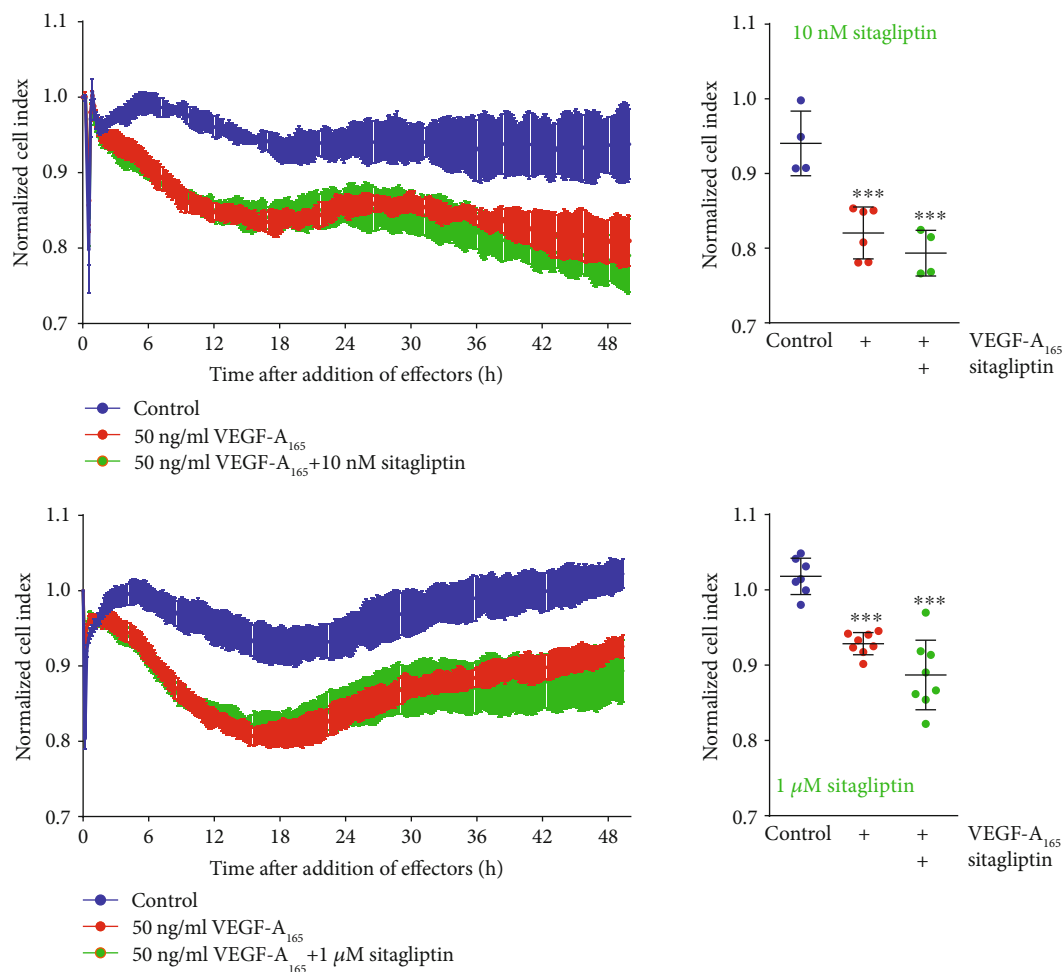 1.1
1.0
0.9
0.8
0.7
Normalized cell index
0 6 12 18 24 30 36 42 48
Time after addition of effectors (h)
Control
50 ng/ml VEGF-A165
50 ng/ml VEGF-A165+10 nM sitagliptin
10 nM sitagliptin
1.1
1.0
0.9
0.8
0.7
Normalized cell index
***
***
Control + + VEGF-A165
+ sitagliptin
1.1
1.0
0.9
0.8
0.7
Normalized cell index
0 6 12 18 24 30 36 42 48
Time after addition of effectors (h)
Control
50 ng/ml VEGF-A165
50 ng/ml VEGF-A165+1 μM sitagliptin
1.1
1.0
0.9
0.8
0.7
Normalized cell index
***
***
1 μM sitagliptin
Control + + VEGF-A165
+ sitagliptin